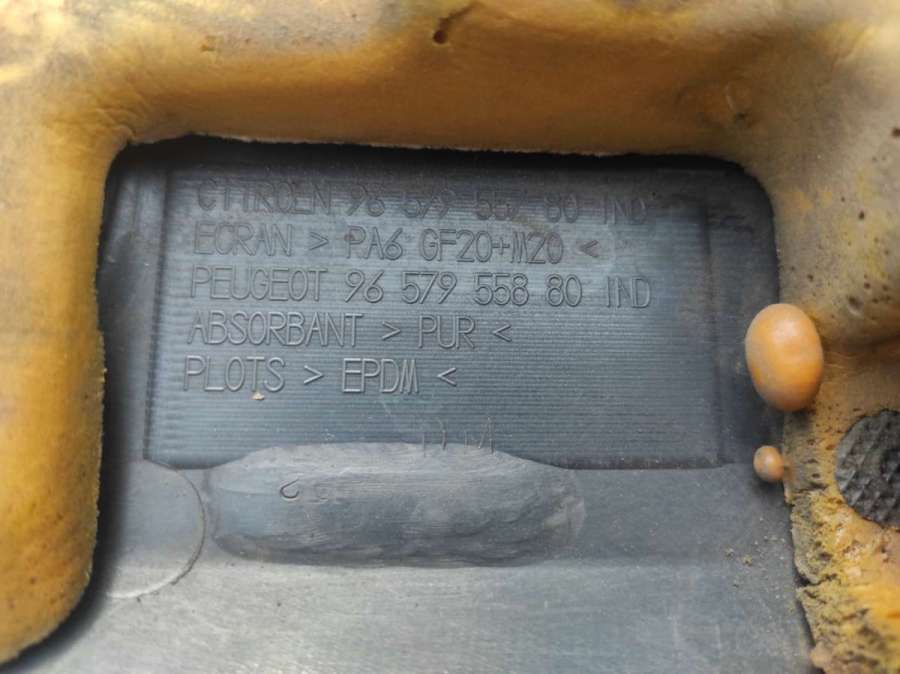 CITROEN 96 579 557 80 IND
ECRAN > PA6 GF20+M20 <
PEUGEOT 96 579 558 80 IND
ABSORBANT > PUR <
PLOTS > EPDM <